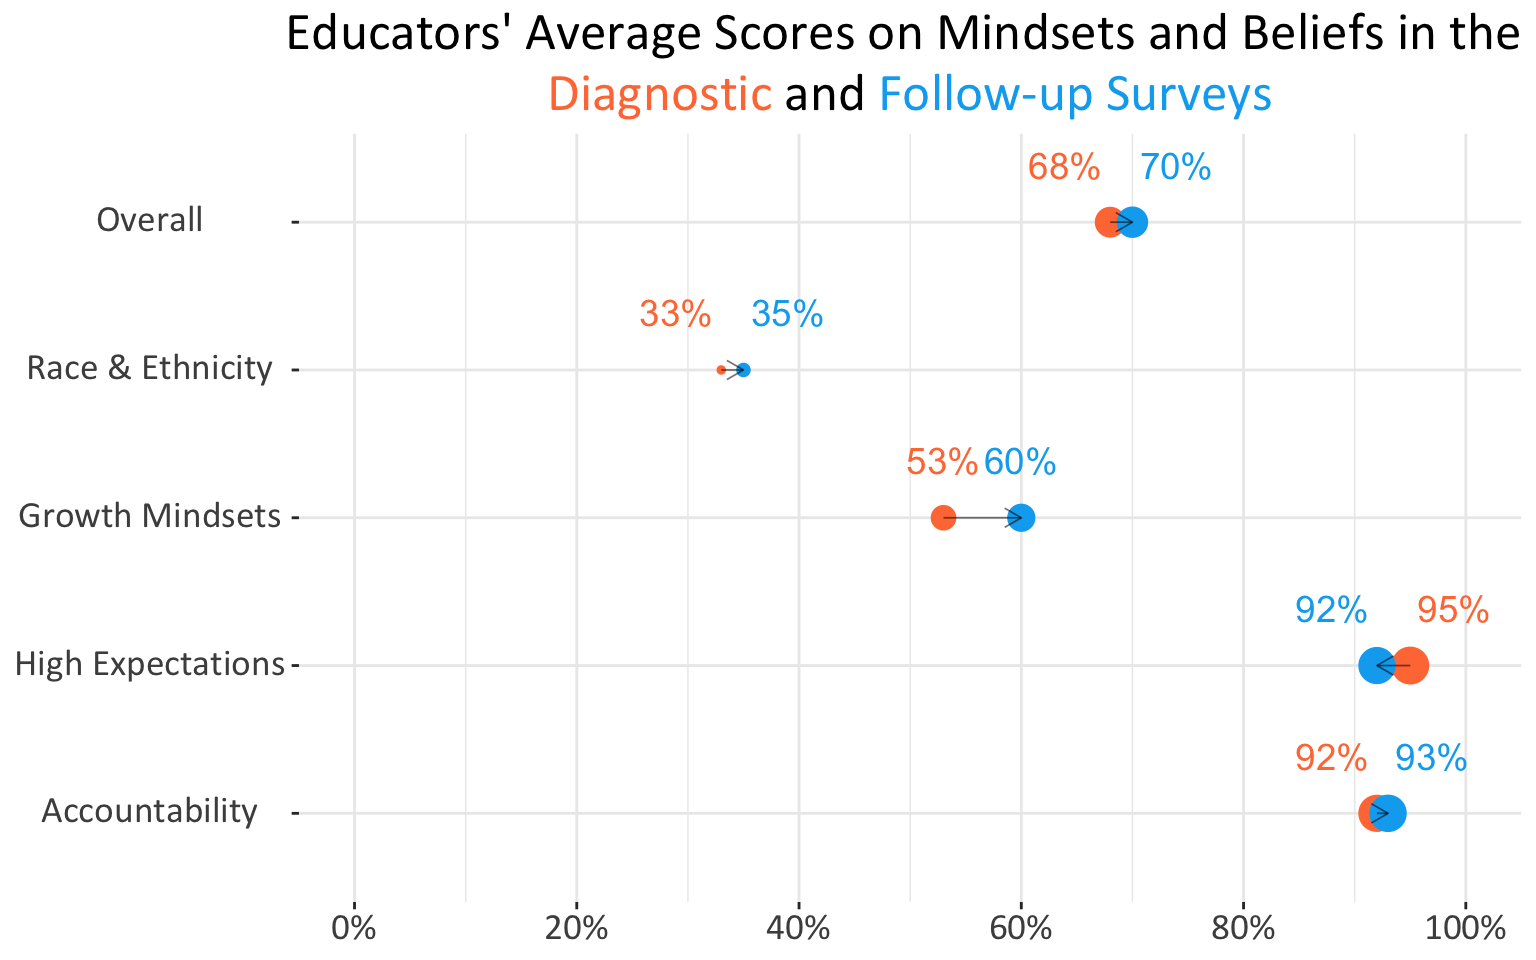 Educators' Average Scores on Mindsets and Beliefs in the
Diagnostic and Follow-up Surveys
68% 70%
Overall
33% 35%
Race & Ethnicity
53% 60%
Growth Mindsets
92% 95%
High Expectations
92% 93%
Accountability
0% 20% 40% 60% 80% 100%